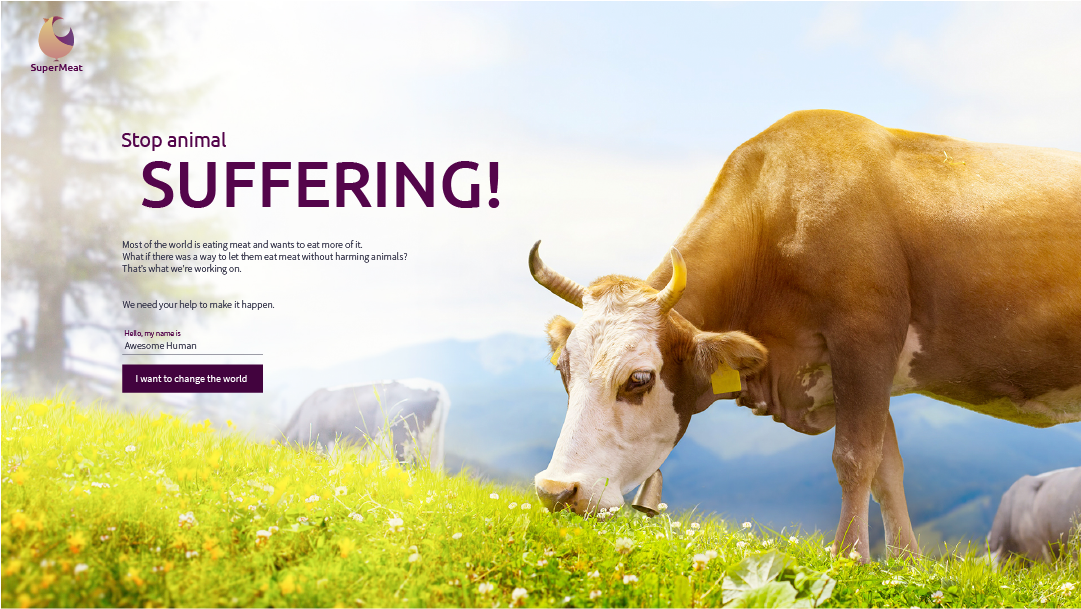 SuperMeat
Stop animal
SUFFERING!
Most of the world is eating meat and wants to eat more of it.
What if there was a way to let them eat meat without harming animals?
That's what we're working on.
We need your help to make it happen.
Hello, my name is
Awesome Human
I want to change the world